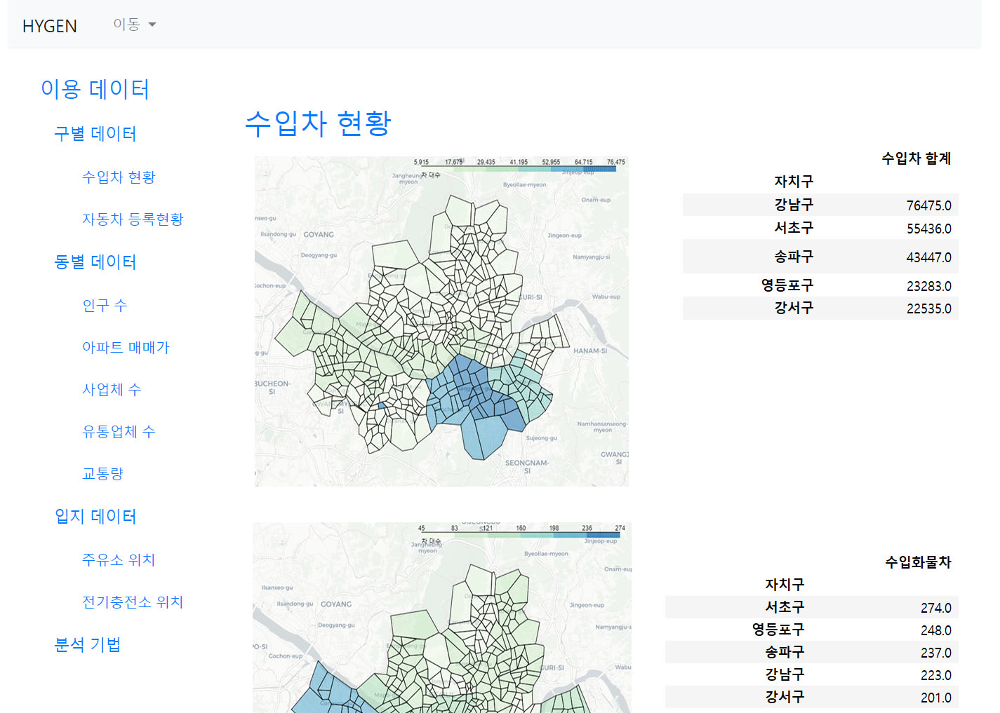 HYGEN
이동
이용 데이터
구별 데이터
수입차 현황
자동차 등록현황
동별 데이터
인구 수
아파트 매매가
사업체 수
유통업체 수
교통량
입지 데이터
주유소 위치
전기충전소 위치
분석 기법
수입차 현황
5,915 17,675 29,435 41,195 52,955 64,715 76,475
차 대수
Jangheung-
myeon
Jinjeop-eup
Byeollae-myeon
Onam-eup
Ilsandong-gu
GOYANG
Jingeon-eup
Deogyang-gu
Namyangju-si
Gochon-eup
GURI-SI
Wabu-eup
HANAM-SI
BUCHEON-
SI
SI
Namhansanseong-
myeon
Sujeong-gu
SEONGNAM-
SI
SI
수입차 합계
자치구
강남구 76475.0
서초구 55436.0
송파구 43447.0
영등포구 23283.0
강서구 22535.0
45 83 121 160 198 236 274
차 대수
Jangheung-
myeon
Jinjeop-eup
Byeollae-myeon
Ilsanseo-gu
Ilsandong-gu
GOYANG
Jingeon-eup
Deogyang-gu
Gochon-eup
GURI-SI
수입화물차
자치구
서초구 274.0
영등포구 248.0
송파구 237.0
강남구 223.0
강서구 201.0